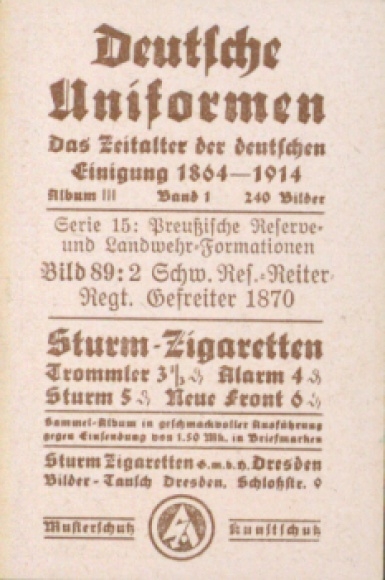 Deutſche
Uniformen
Das Zeitalter der deutſchen
Einigung 1864—1914
Album III Band 1 240 Bilder
Serie 15: Preußiſche Reſerve-
und Landwehr-Formationen
Bild 89: 2 Schw. Reſ.-Reiter-
Regt. Gefreiter 1870
Sturm-Zigaretten
Trommler 3⅓ ₰ Alarm 4 ₰
Sturm 5 ₰ Neue Front 6 ₰
Sammel-Album in geſchmackvoller Ausführung
gegen Einſendung von 1.50 Mk. in Briefmarken
Sturm Zigaretten G.m.b.H. Dresden
Bilder-Tauſch Dresden, Schloßſtr. 9
Muſterſchutz Kunſtſchutz